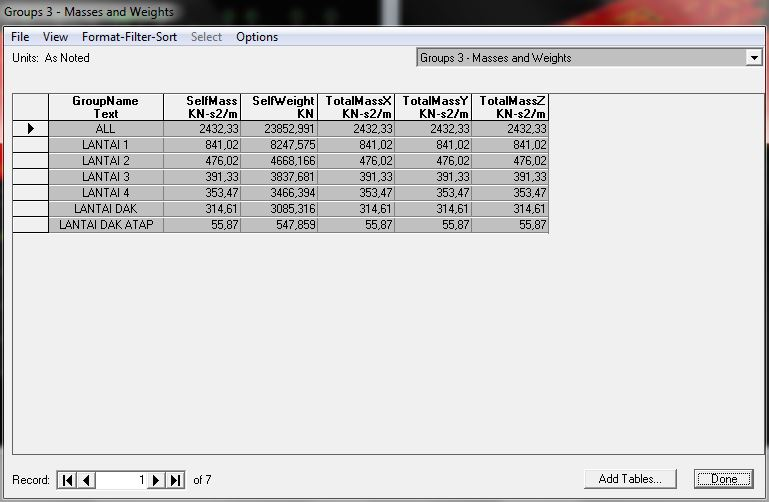 Groups 3 - Masses and Weights
File View Format-Filter-Sort Select Options
Units: As Noted Groups 3 - Masses and Weights
GroupName SelfMass SelfWeight TotalMassX TotalMassY TotalMassZ
Text KN-s2/m KN KN-s2/m KN-s2/m KN-s2/m
ALL 2432,33 23852,991 2432,33 2432,33 2432,33
LANTAI 1 841,02 8247,575 841,02 841,02 841,02
LANTAI 2 476,02 4668,166 476,02 476,02 476,02
LANTAI 3 391,33 3837,681 391,33 391,33 391,33
LANTAI 4 353,47 3466,394 353,47 353,47 353,47
LANTAI DAK 314,61 3085,316 314,61 314,61 314,61
LANTAI DAK ATAP 55,87 547,859 55,87 55,87 55,87
Record: 1 of 7 Add Tables... Done